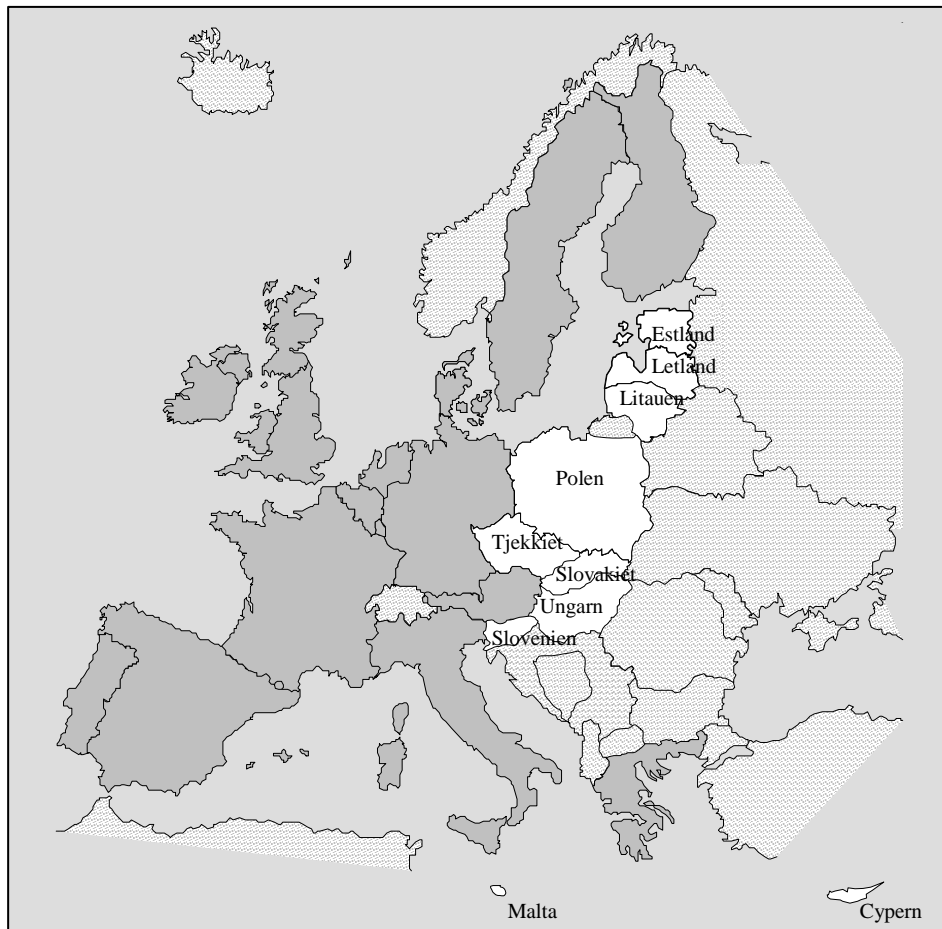 Estland
Letland
Litauen
Polen
Tjekkiet
Slovakiet
Ungarn
Slovenien
Malta
Cypern